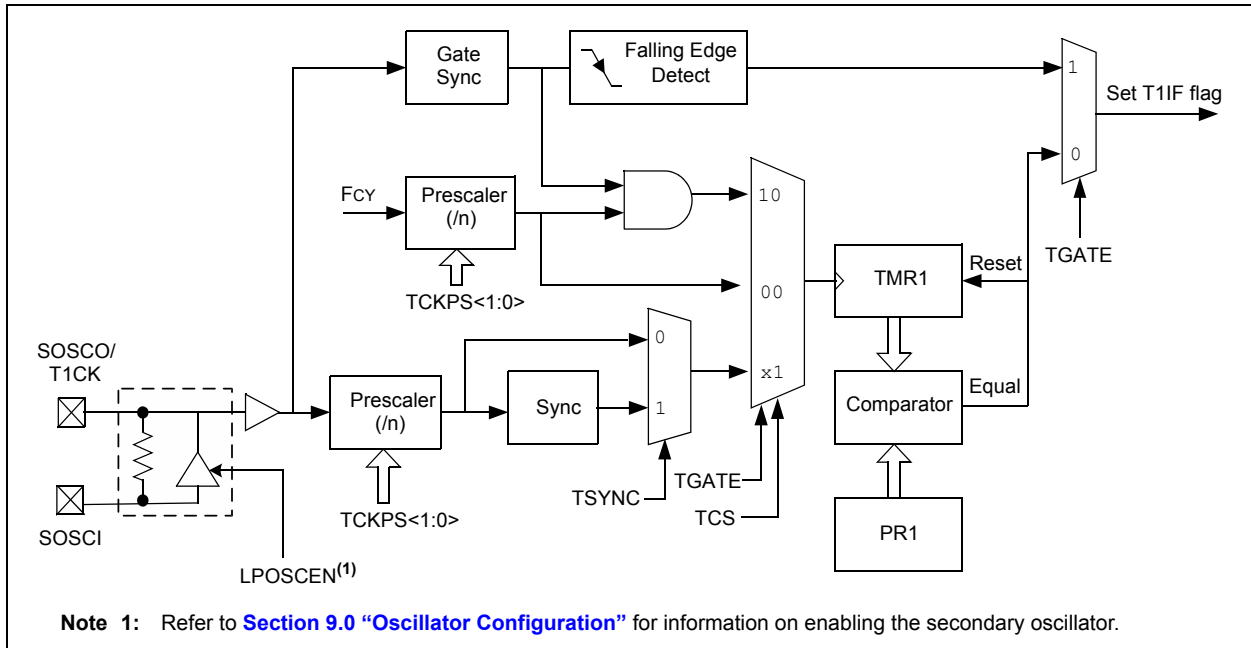 Gate
Sync
Falling Edge
Detect
1
Set T1IF flag
0
TGATE
FCY
Prescaler
(/n)
TCKPS<1:0>
10
00
x1
TMR1
Reset
SOSCO/
T1CK
SOSCI
Prescaler
(/n)
TCKPS<1:0>
Sync
0
1
TSYNC
TGATE
TCS
Comparator
Equal
PR1
LPOSCEN(1)
Note 1: Refer to Section 9.0 “Oscillator Configuration” for information on enabling the secondary oscillator.